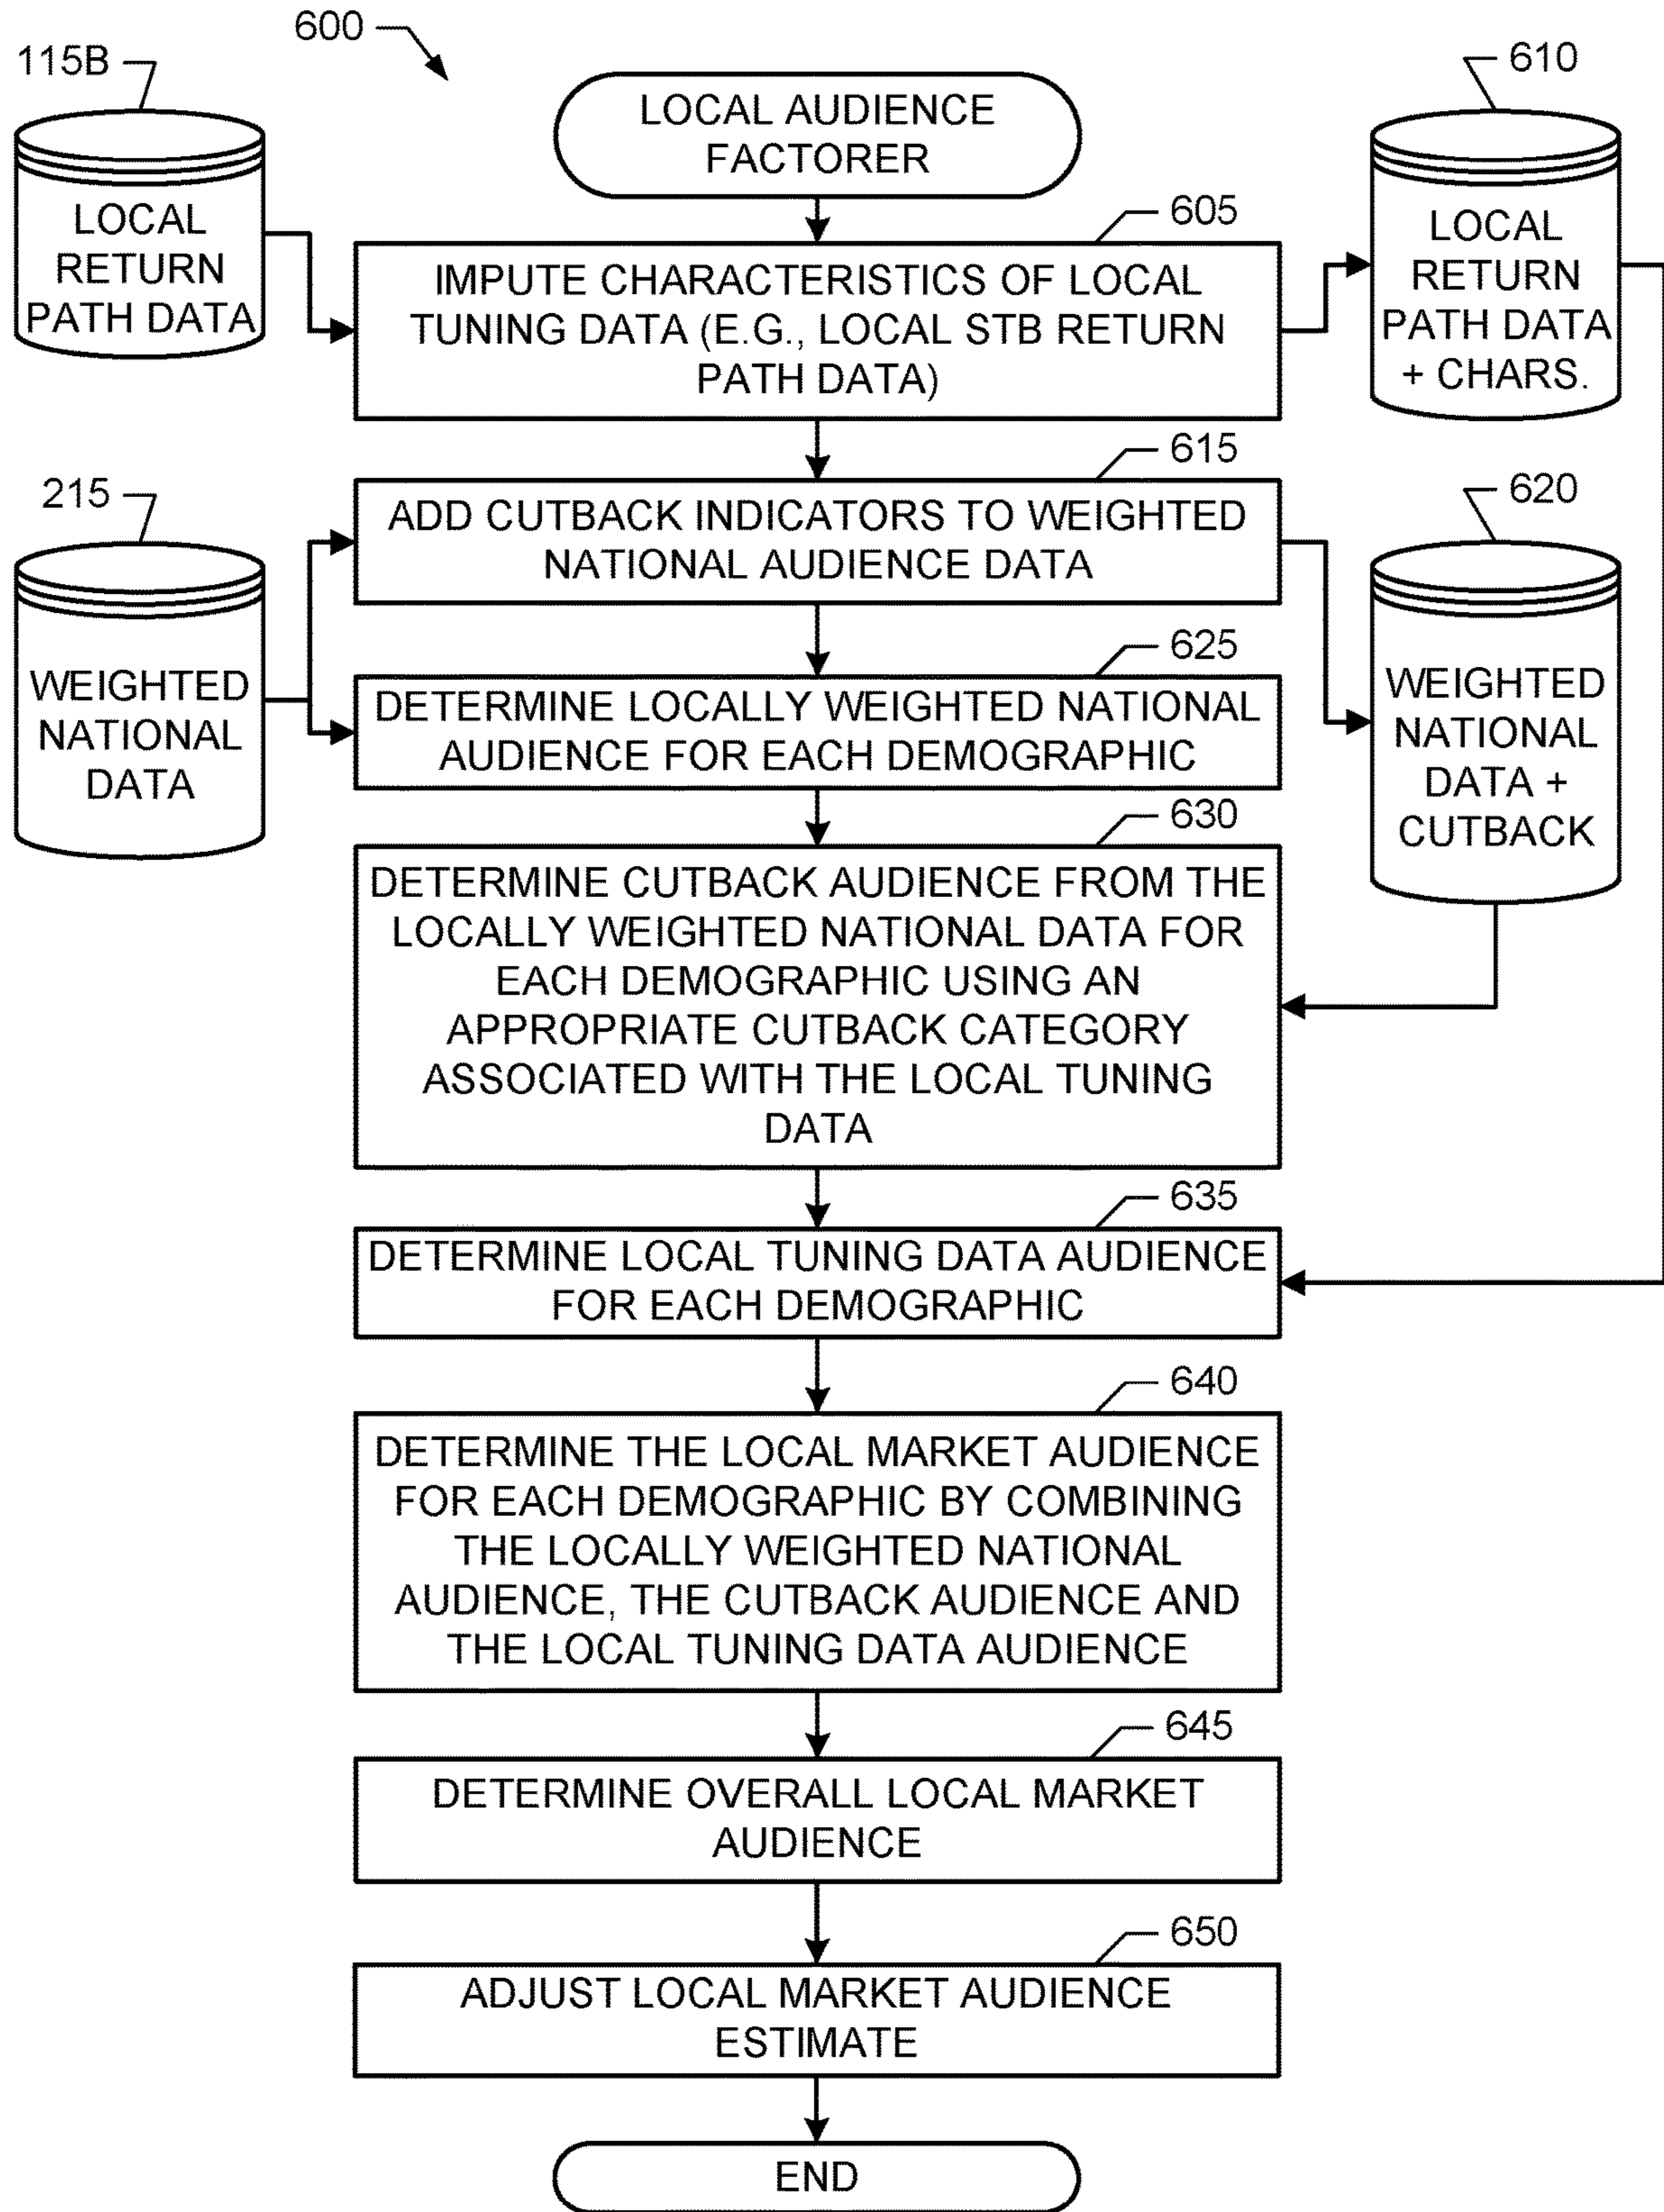 600
115B
610
LOCAL AUDIENCE
FACTORER
LOCAL
RETURN
PATH DATA
605
IMPUTE CHARACTERISTICS OF LOCAL
TUNING DATA (E.G., LOCAL STB RETURN
PATH DATA)
LOCAL
RETURN
PATH DATA
+ CHARS.
215
615
ADD CUTBACK INDICATORS TO WEIGHTED
NATIONAL AUDIENCE DATA
620
WEIGHTED
NATIONAL
DATA
625
DETERMINE LOCALLY WEIGHTED NATIONAL
AUDIENCE FOR EACH DEMOGRAPHIC
WEIGHTED
NATIONAL
DATA +
CUTBACK
630
DETERMINE CUTBACK AUDIENCE FROM THE
LOCALLY WEIGHTED NATIONAL DATA FOR
EACH DEMOGRAPHIC USING AN
APPROPRIATE CUTBACK CATEGORY
ASSOCIATED WITH THE LOCAL TUNING
DATA
635
DETERMINE LOCAL TUNING DATA AUDIENCE
FOR EACH DEMOGRAPHIC
640
DETERMINE THE LOCAL MARKET AUDIENCE
FOR EACH DEMOGRAPHIC BY COMBINING
THE LOCALLY WEIGHTED NATIONAL
AUDIENCE, THE CUTBACK AUDIENCE AND
THE LOCAL TUNING DATA AUDIENCE
645
DETERMINE OVERALL LOCAL MARKET
AUDIENCE
650
ADJUST LOCAL MARKET AUDIENCE
ESTIMATE
END